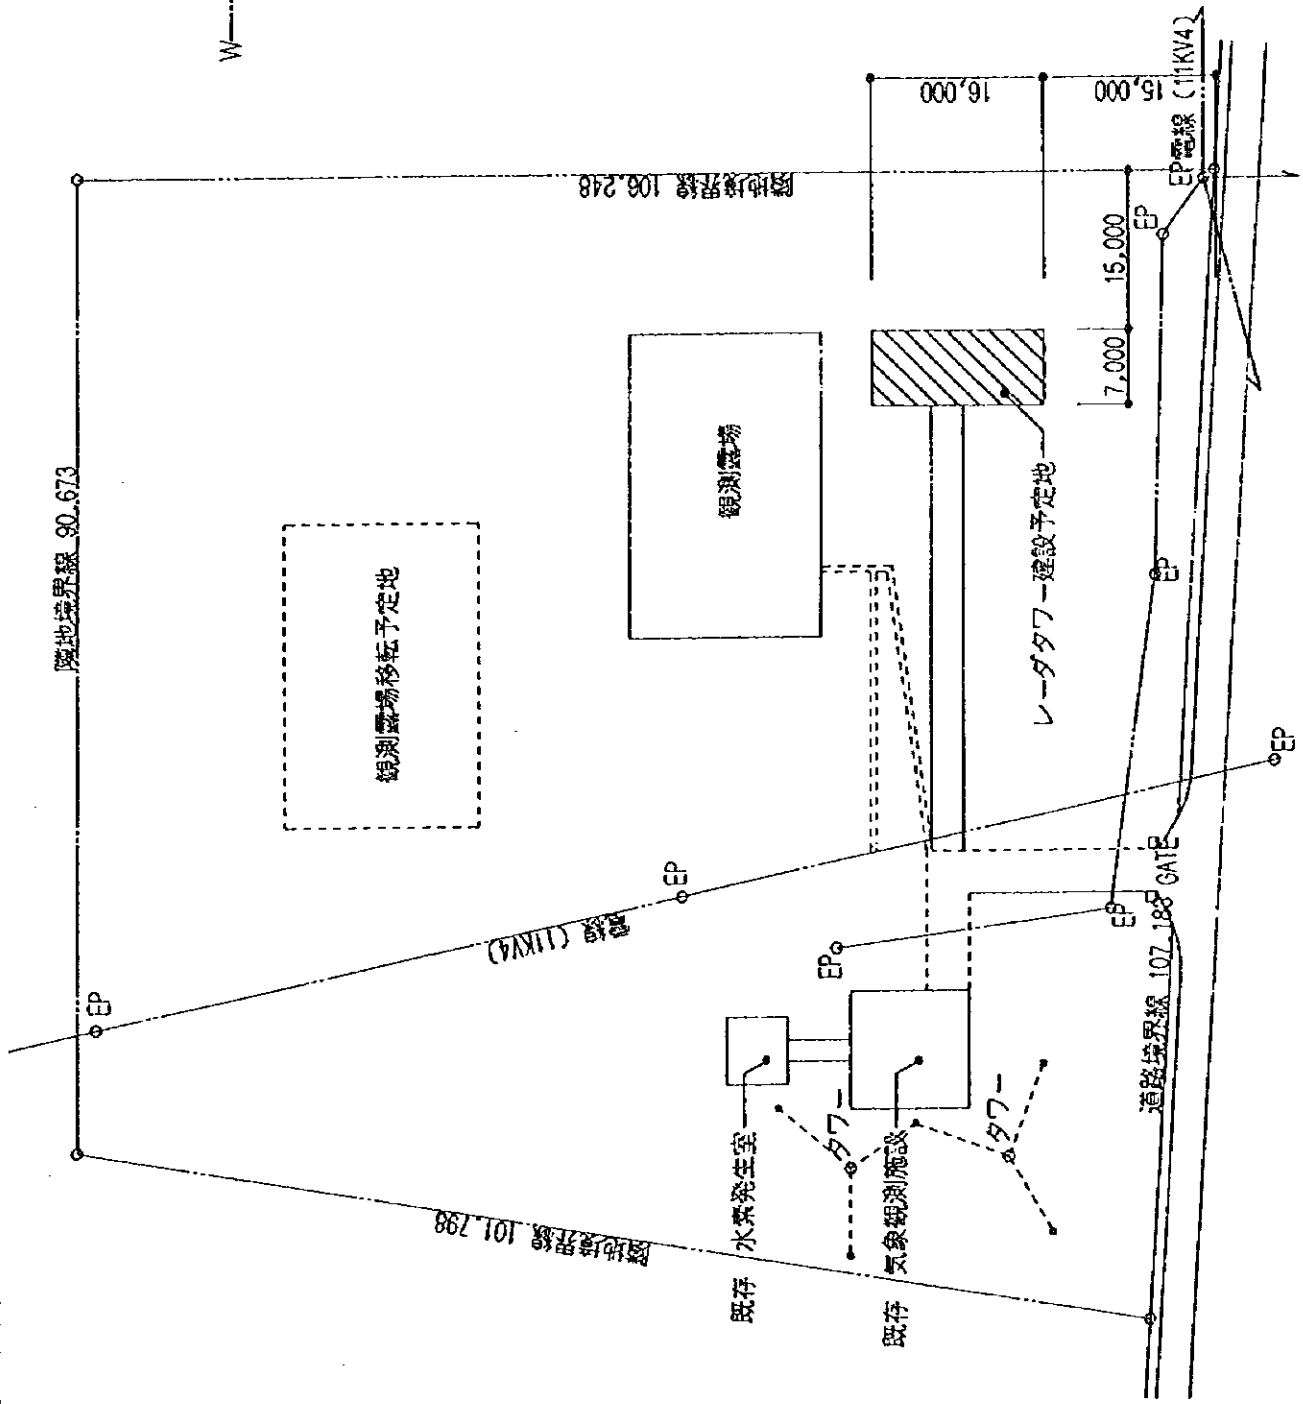 W
隣地境界線 90.673
隣地境界線 106.248
16,000
15,000
EP電線 (11KV4)
EP
15,000
7,000
観測露場
観測露場移転予定地
レーダタワー建設予定地
EP
EP
EP
電線 (11KV4)
EP
EP
EP
GATE
道路境界線 107.188
既存 水素発生室
タワー
既存 気象観測施設
タワー
隣地境界線 101.798